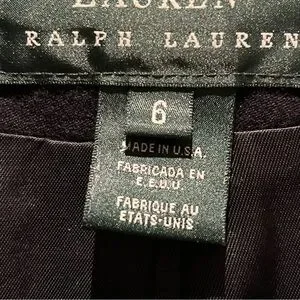 LAUREN
RALPH LAUREN
6
MADE IN U.S.A.
FABRICADA EN
E.E.U.U
FABRIQUE AU
ETATS-UNIS